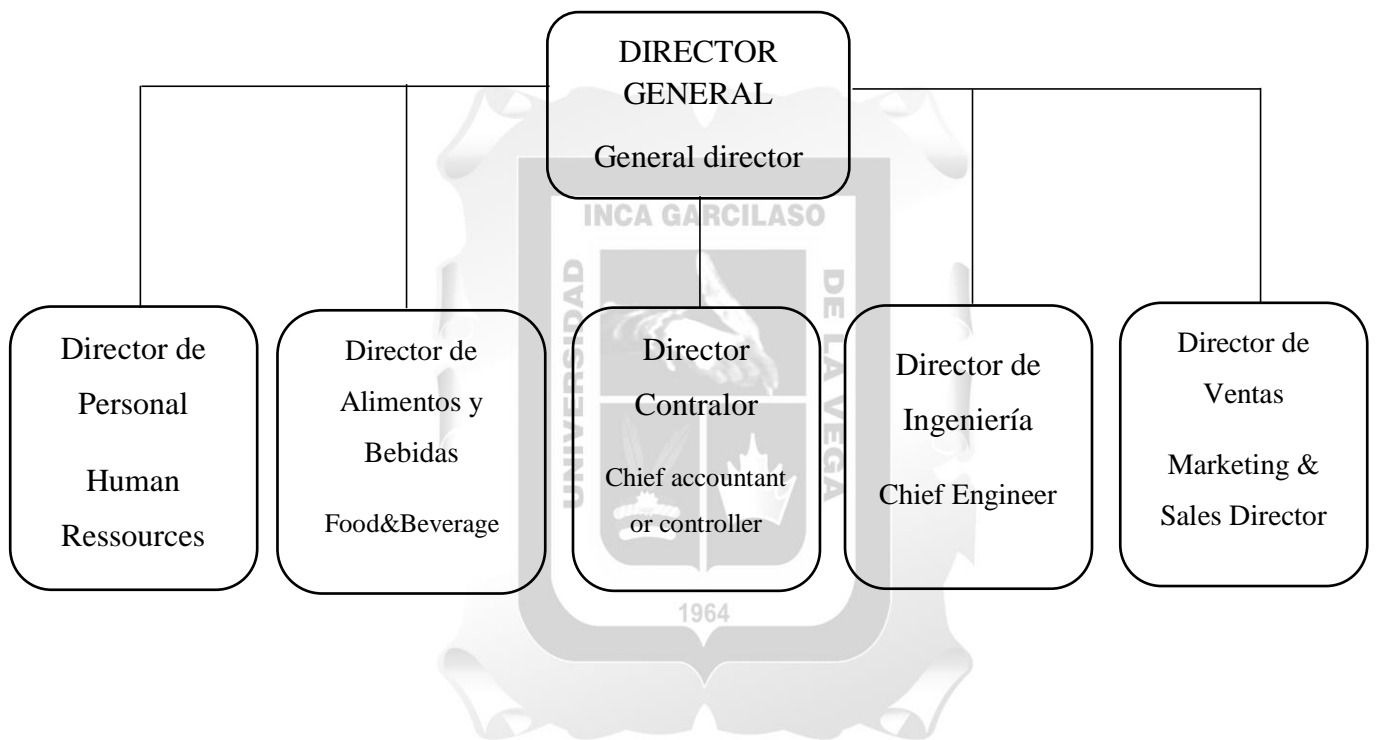 DIRECTOR
GENERAL
General director
Director de
Personal
Human
Ressources
Director de
Alimentos y
Bebidas
Food&Beverage
Director
Contralor
Chief accountant
or controller
Director de
Ingeniería
Chief Engineer
Director de
Ventas
Marketing &
Sales Director
UNIVERSIDAD
INCA GARCILASO
DE LA VEGA
1964